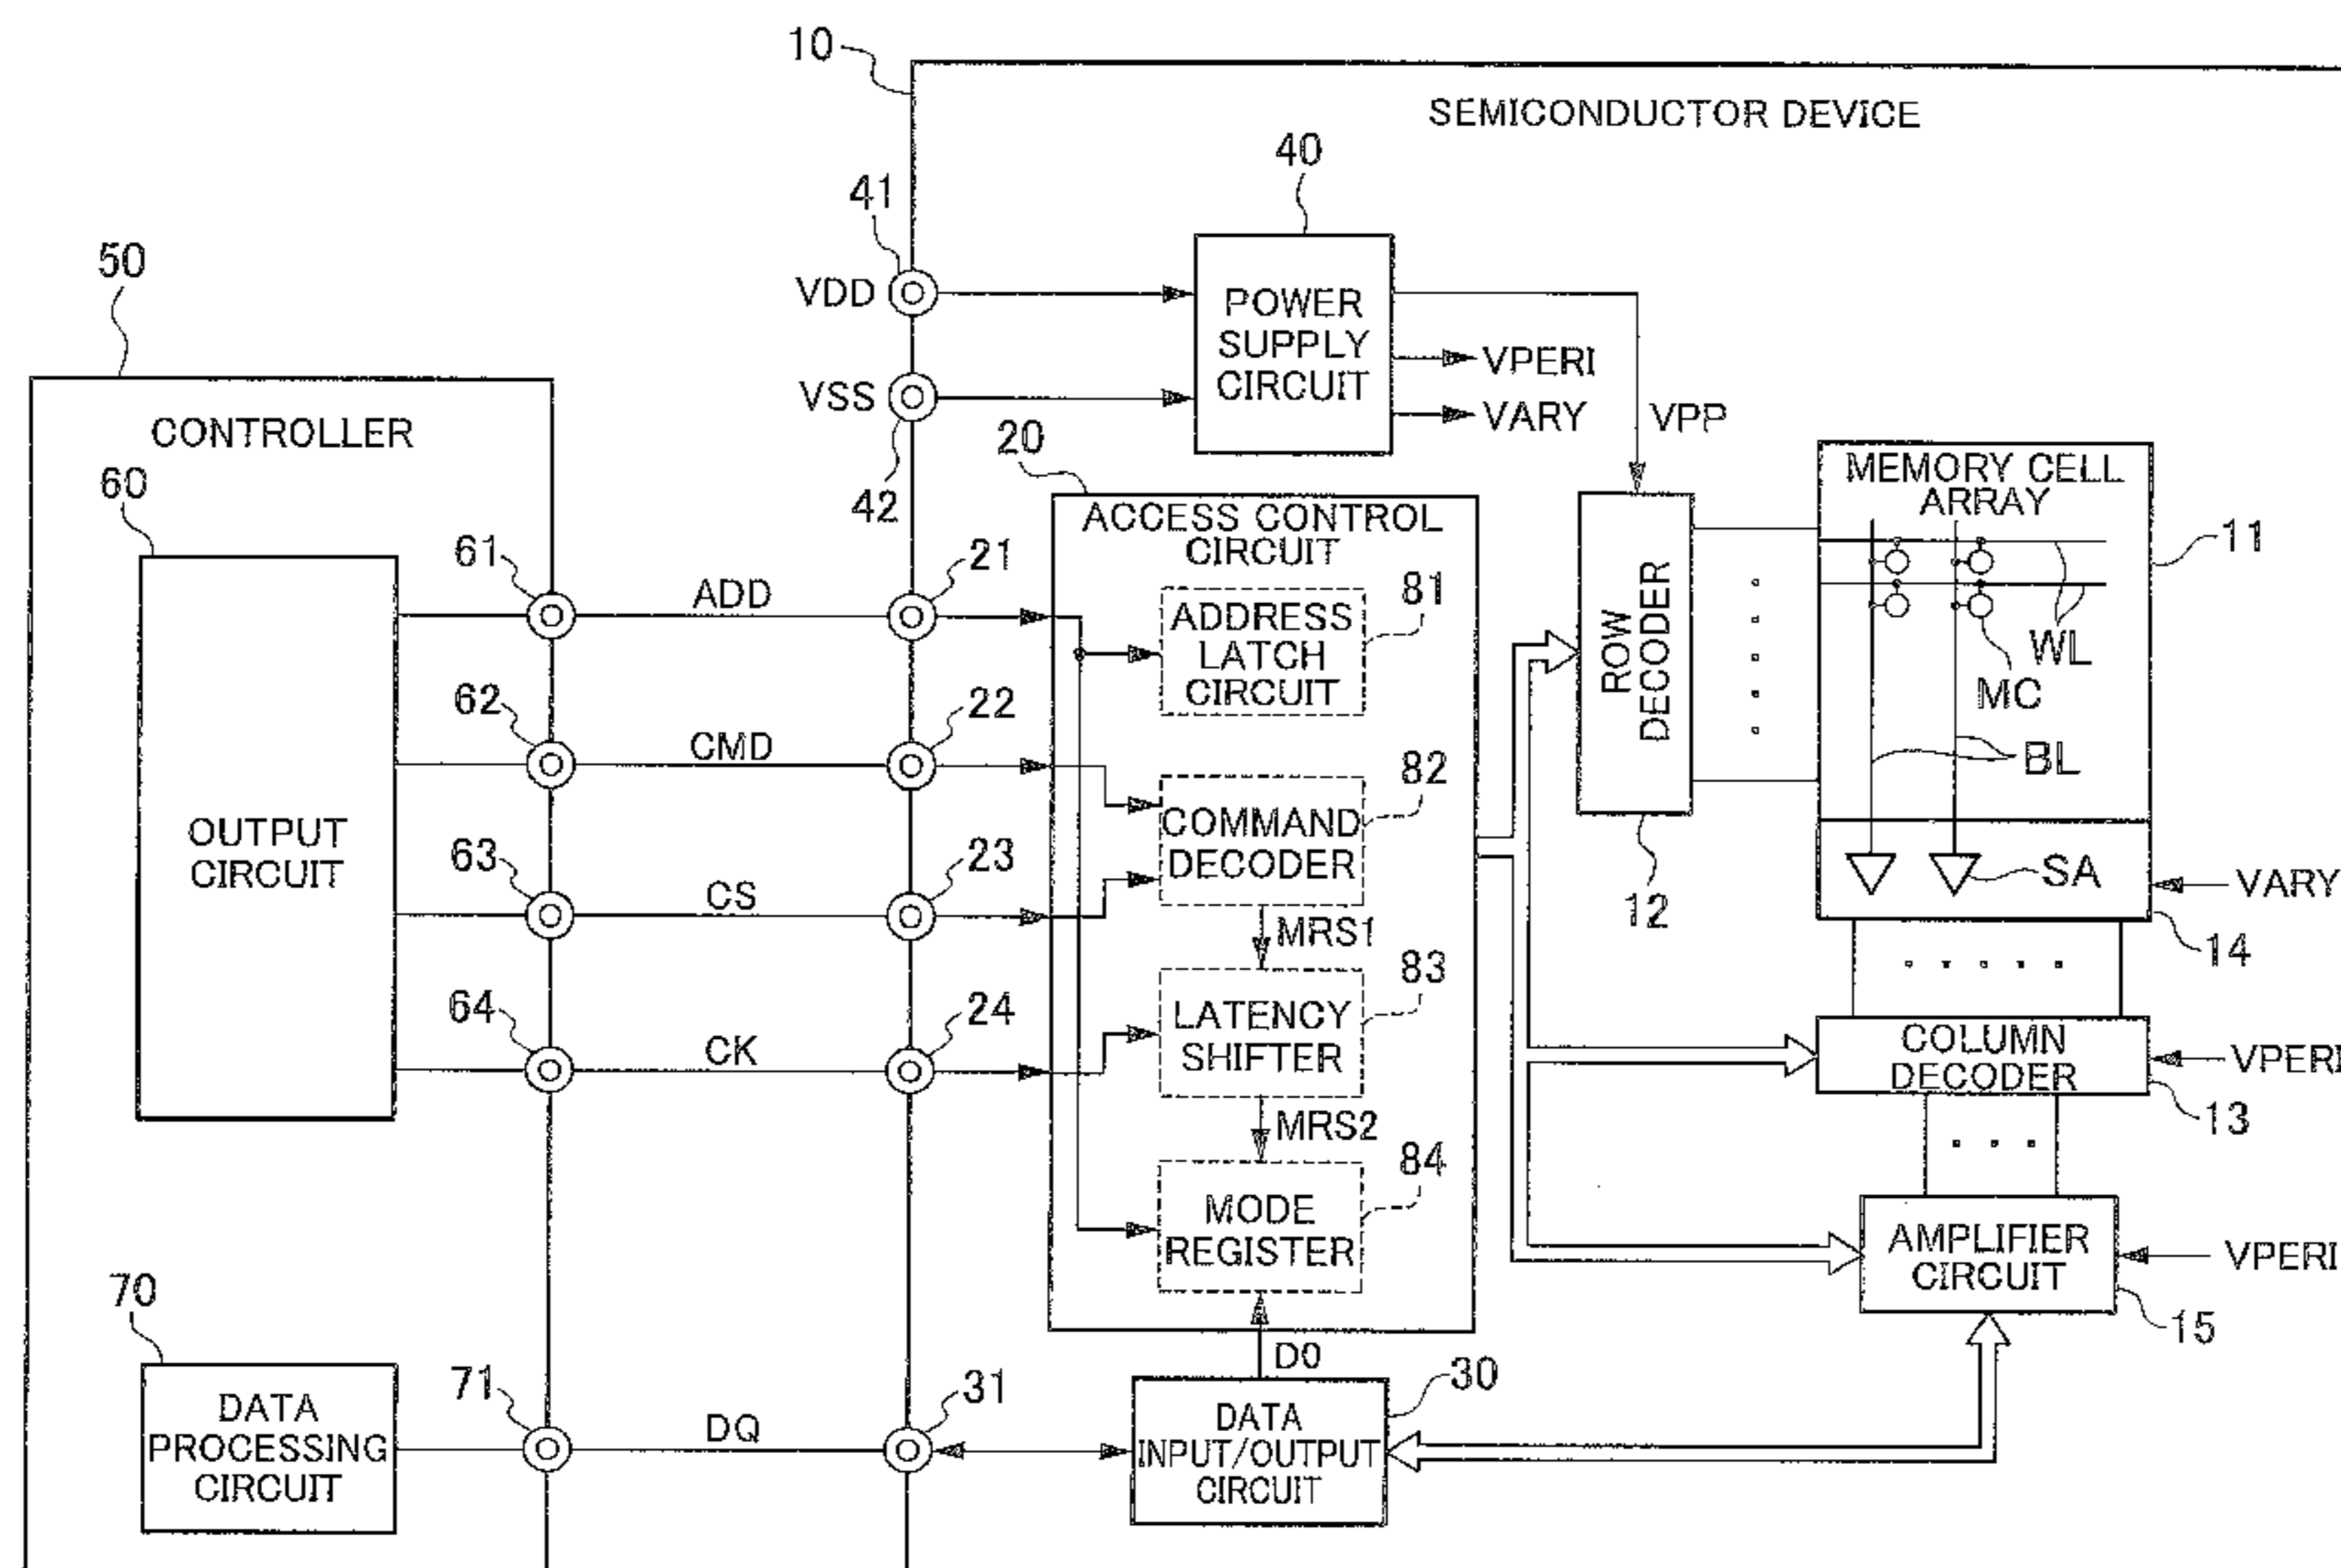 10
SEMICONDUCTOR DEVICE
40
41
50
VDD
POWER
SUPPLY
CIRCUIT
VPERI
VARY
VPP
VSS
42
CONTROLLER
60
OUTPUT
CIRCUIT
20
ACCESS CONTROL
CIRCUIT
MEMORY CELL
ARRAY
11
61
ADD
21
ADDRESS
LATCH
CIRCUIT
81
ROW
DECODER
12
WL
MC
BL
62
CMD
22
COMMAND
DECODER
82
63
CS
23
SA
VARY
14
MRS1
64
CK
24
LATENCY
SHIFTER
83
COLUMN
DECODER
VPERI
13
MRS2
MODE
REGISTER
84
AMPLIFIER
CIRCUIT
VPERI
15
70
DATA
PROCESSING
CIRCUIT
71
DQ
31
D0
30
DATA
INPUT/OUTPUT
CIRCUIT